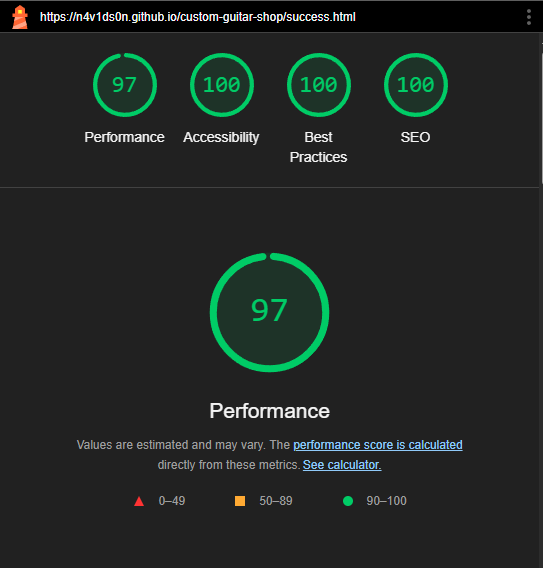 https://n4v1ds0n.github.io/custom-guitar-shop/success.html
97 100 100 100
Performance Accessibility Best Practices SEO
97
Performance
Values are estimated and may vary. The performance score is calculated
directly from these metrics. See calculator.
0–49 50–89 90–100